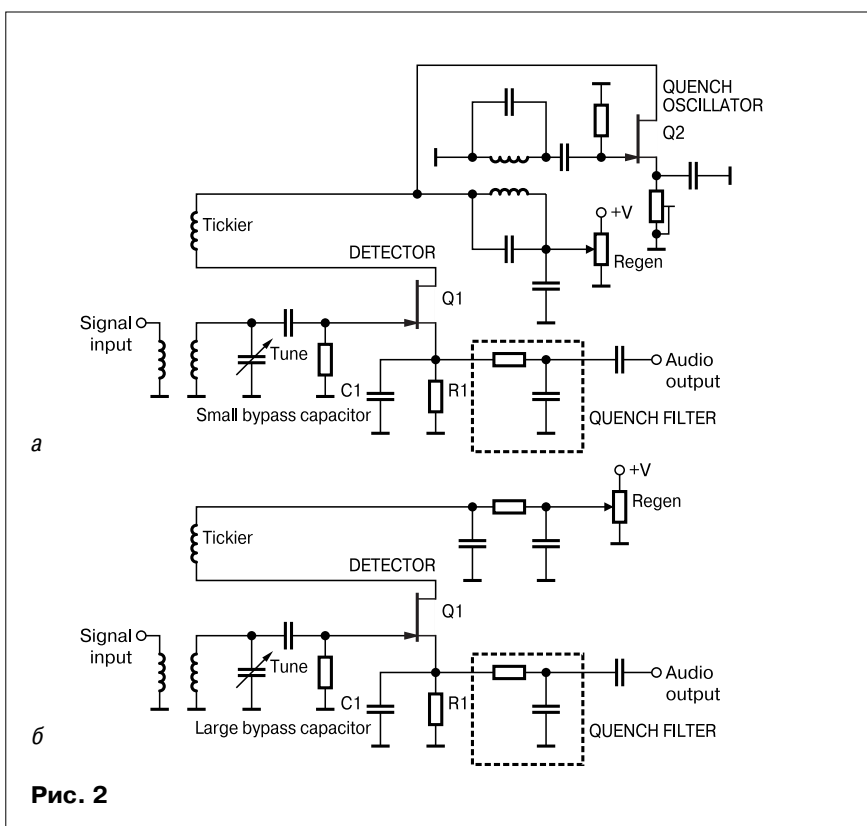 QUENCH
OSCILLATOR
Q2
+V
Regen
Tickier
DETECTOR
Q1
Signal
input
Tune
C1
R1
Small bypass capacitor
Audio
output
QUENCH FILTER
а
+V
Regen
Tickier
DETECTOR
Q1
Signal
input
Tune
C1
R1
Large bypass capacitor
Audio
output
QUENCH FILTER
б
Рис. 2